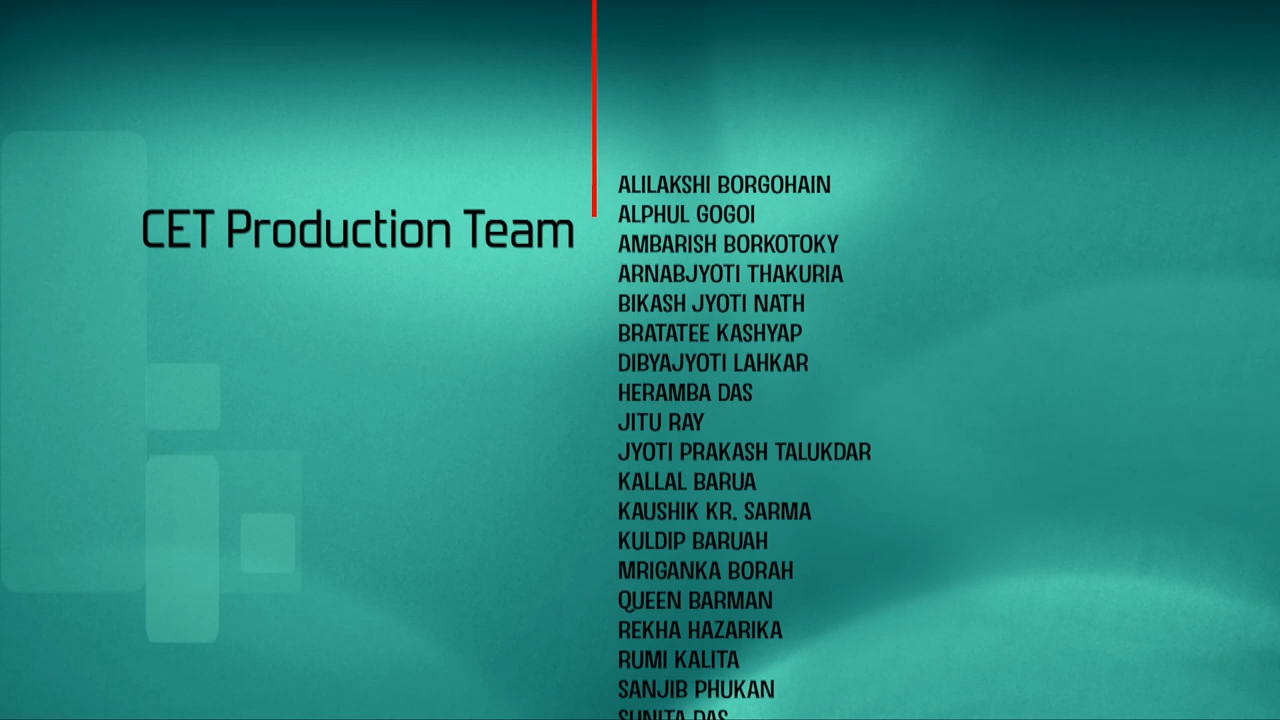 CET Production Team
ALILAKSHI BORGOHAIN
ALPHUL GOGOI
AMBARISH BORKOTOKY
ARNABJYOTI THAKURIA
BIKASH JYOTI NATH
BRATATEE KASHYAP
DIBYAJYOTI LAHKAR
HERAMBA DAS
JITU RAY
JYOTI PRAKASH TALUKDAR
KALLAL BARUA
KAUSHIK KR. SARMA
KULDIP BARUAH
MRIGANKA BORAH
QUEEN BARMAN
REKHA HAZARIKA
RUMI KALITA
SANJIB PHUKAN
SUNITA DAS